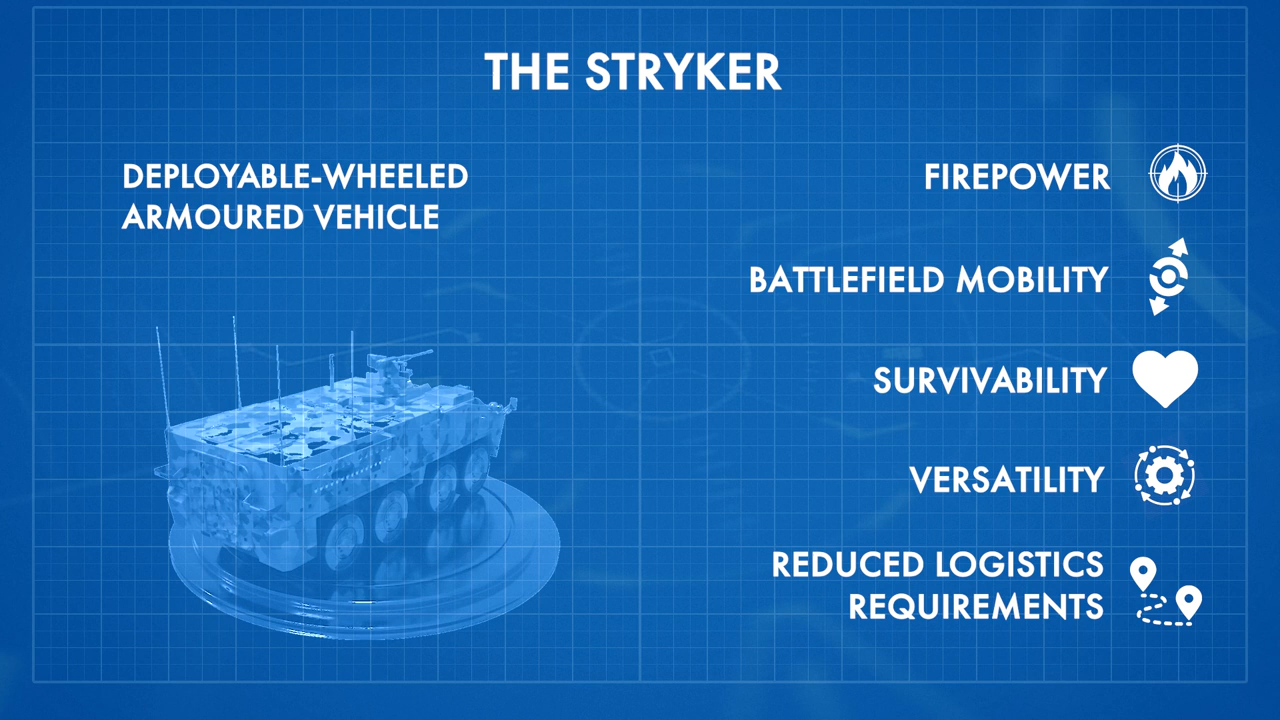 THE STRYKER
DEPLOYABLE-WHEELED
ARMOURED VEHICLE
FIREPOWER
BATTLEFIELD MOBILITY
SURVIVABILITY
VERSATILITY
REDUCED LOGISTICS
REQUIREMENTS